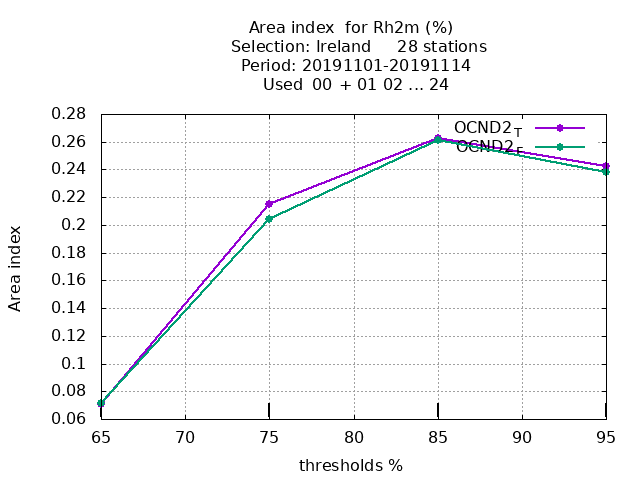 Area index  for Rh2m (%)
Selection: Ireland     28 stations
Period: 20191101-20191114
Used  00  + 01 02 ... 24
0.28
0.26
0.24
0.22
0.2
0.18
0.16
0.14
0.12
0.1
0.08
0.06
Area index
OCND2T
OCND2F
65 70 75 80 85 90 95
thresholds %